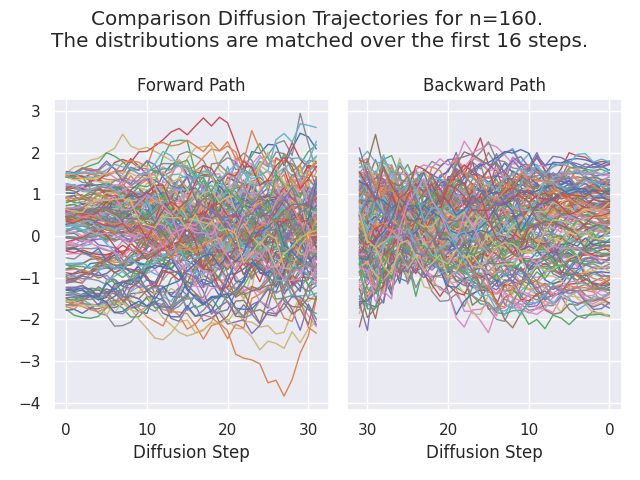 Comparison Diffusion Trajectories for n=160.
The distributions are matched over the first 16 steps.
Forward Path
Backward Path
3
2
1
0
−1
−2
−3
−4
0 10 20 30
30 20 10 0
Diffusion Step
Diffusion Step